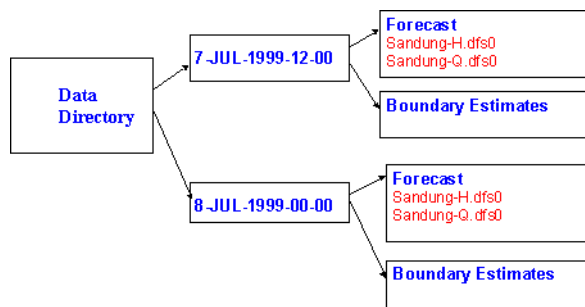 Data
Directory
7-JUL-1999-12-00
Forecast
Sandung-H.dfs0
Sandung-Q.dfs0
Boundary Estimates
8-JUL-1999-00-00
Forecast
Sandung-H.dfs0
Sandung-Q.dfs0
Boundary Estimates